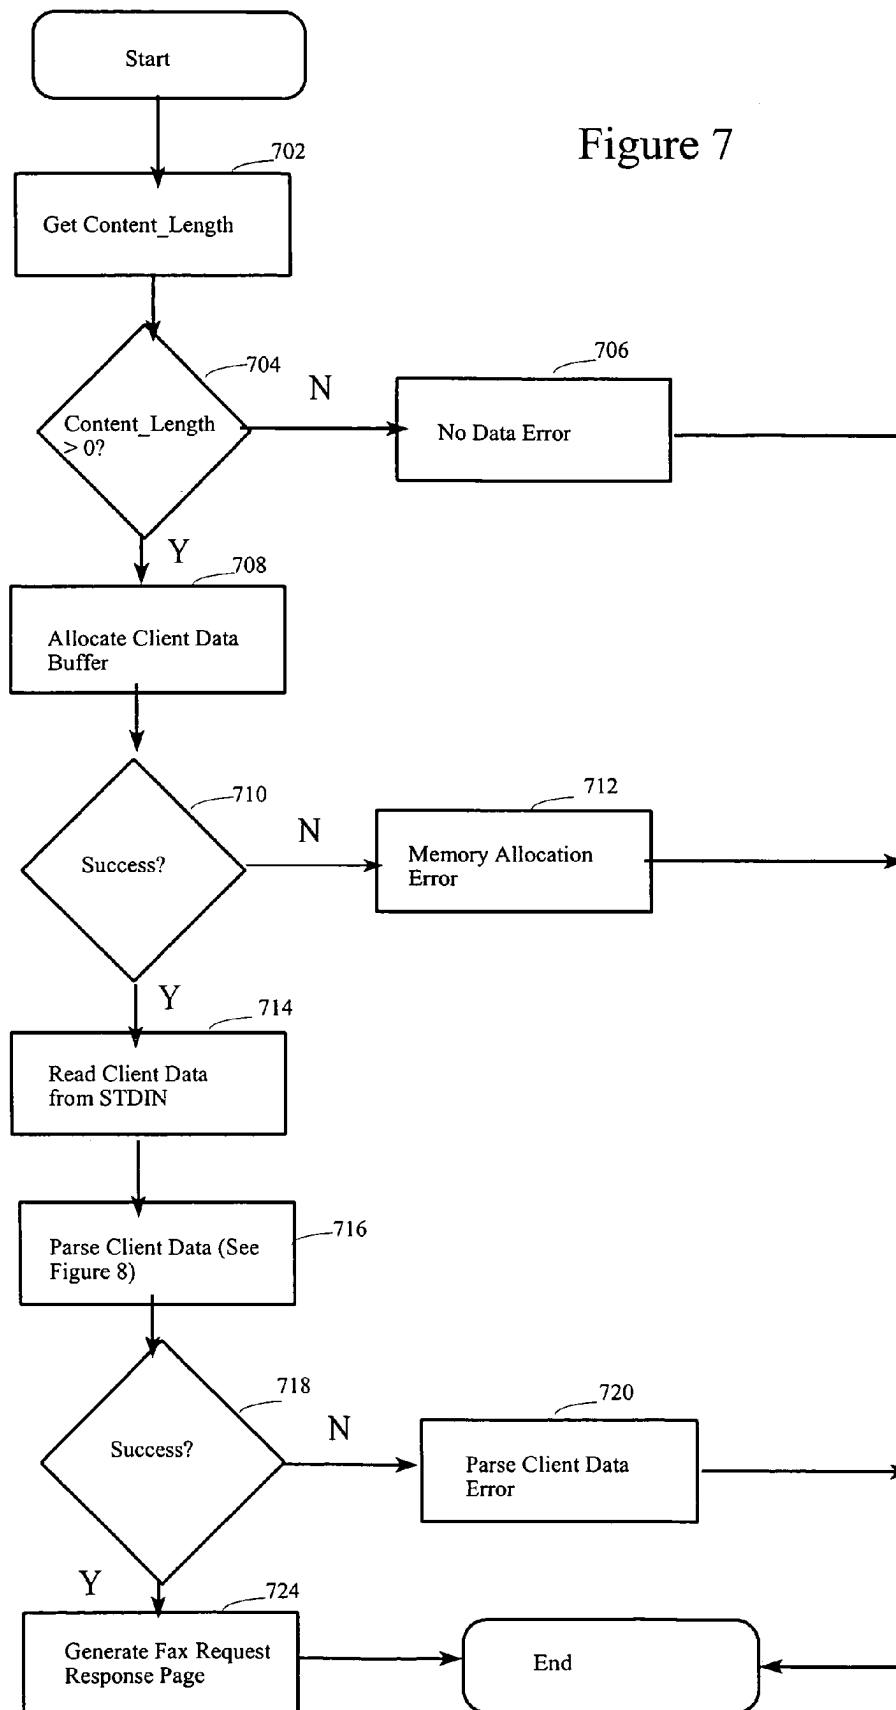 Start
Figure 7
702
Get Content_Length
704
N
706
Content_Length
> 0?
No Data Error
Y
708
Allocate Client Data
Buffer
710
N
712
Success?
Memory Allocation
Error
Y
714
Read Client Data
from STDIN
716
Parse Client Data (See
Figure 8)
718
N
720
Success?
Parse Client Data
Error
Y
724
Generate Fax Request
Response Page
End